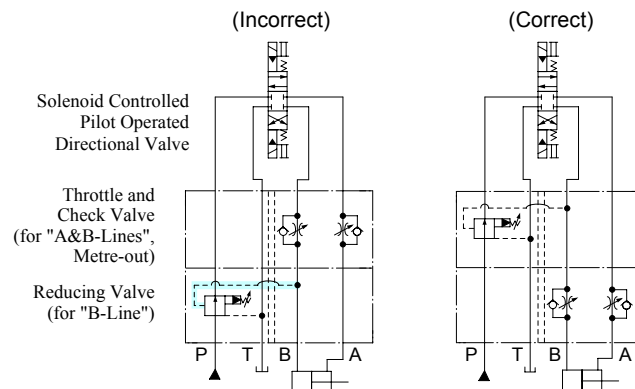 (Incorrect)
(Correct)
Solenoid Controlled
Pilot Operated
Directional Valve
Throttle and
Check Valve
(for "A&B-Lines",
Metre-out)
Reducing Valve
(for "B-Line")
P T B A
P T B A